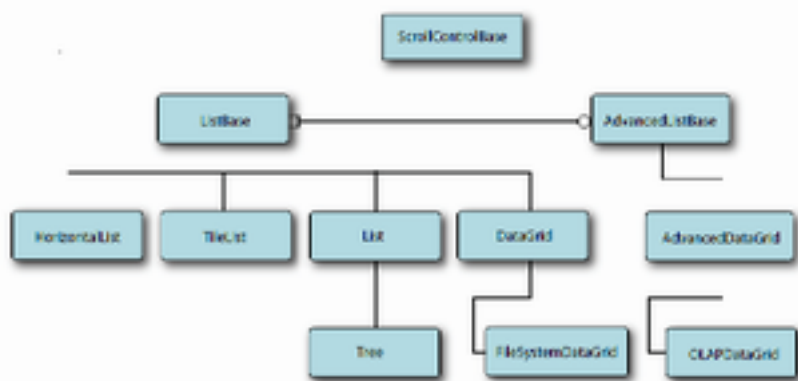 ScrollControlBase
ListBase
AdvancedListBase
HorizontalList
TileList
List
DataGrid
AdvancedDataGrid
Tree
FileSystemDataGrid
OLAPDataGrid